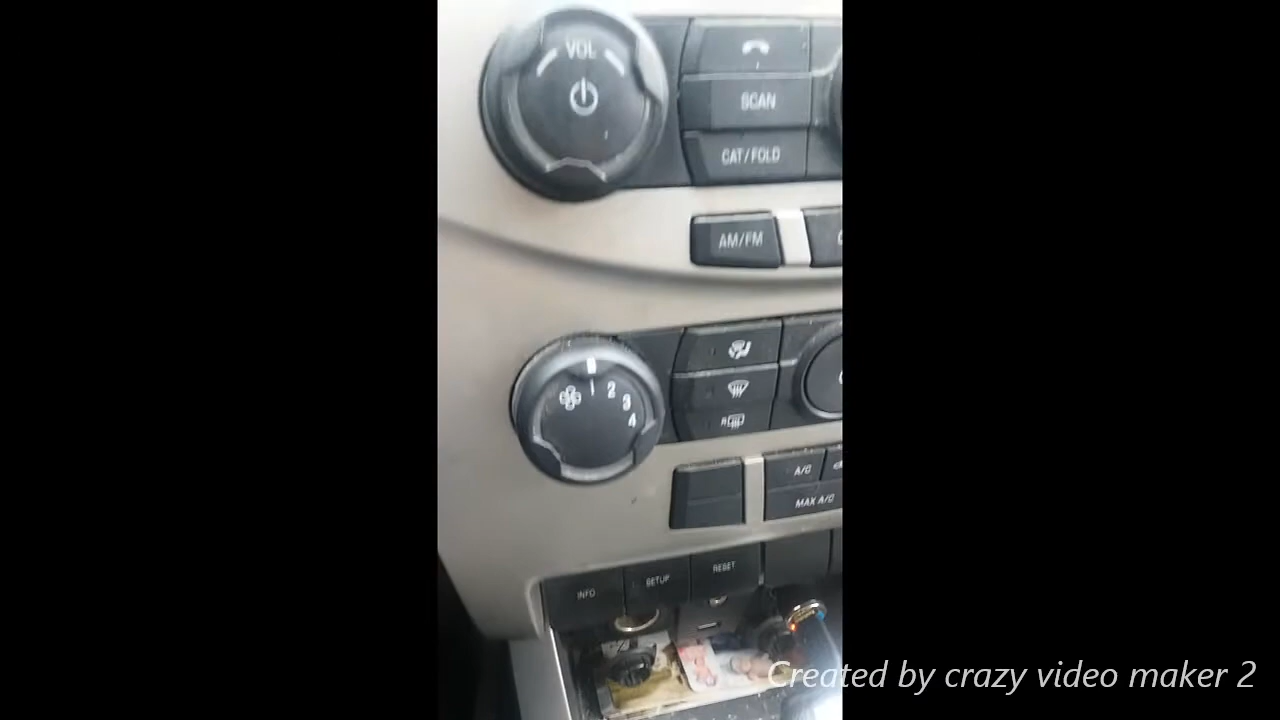 VOL
SCAN
CAT/FOLD
AM/FM
1 2 3 4
R
A/C
MAX A/C
INFO SETUP RESET
Created by crazy video maker 2